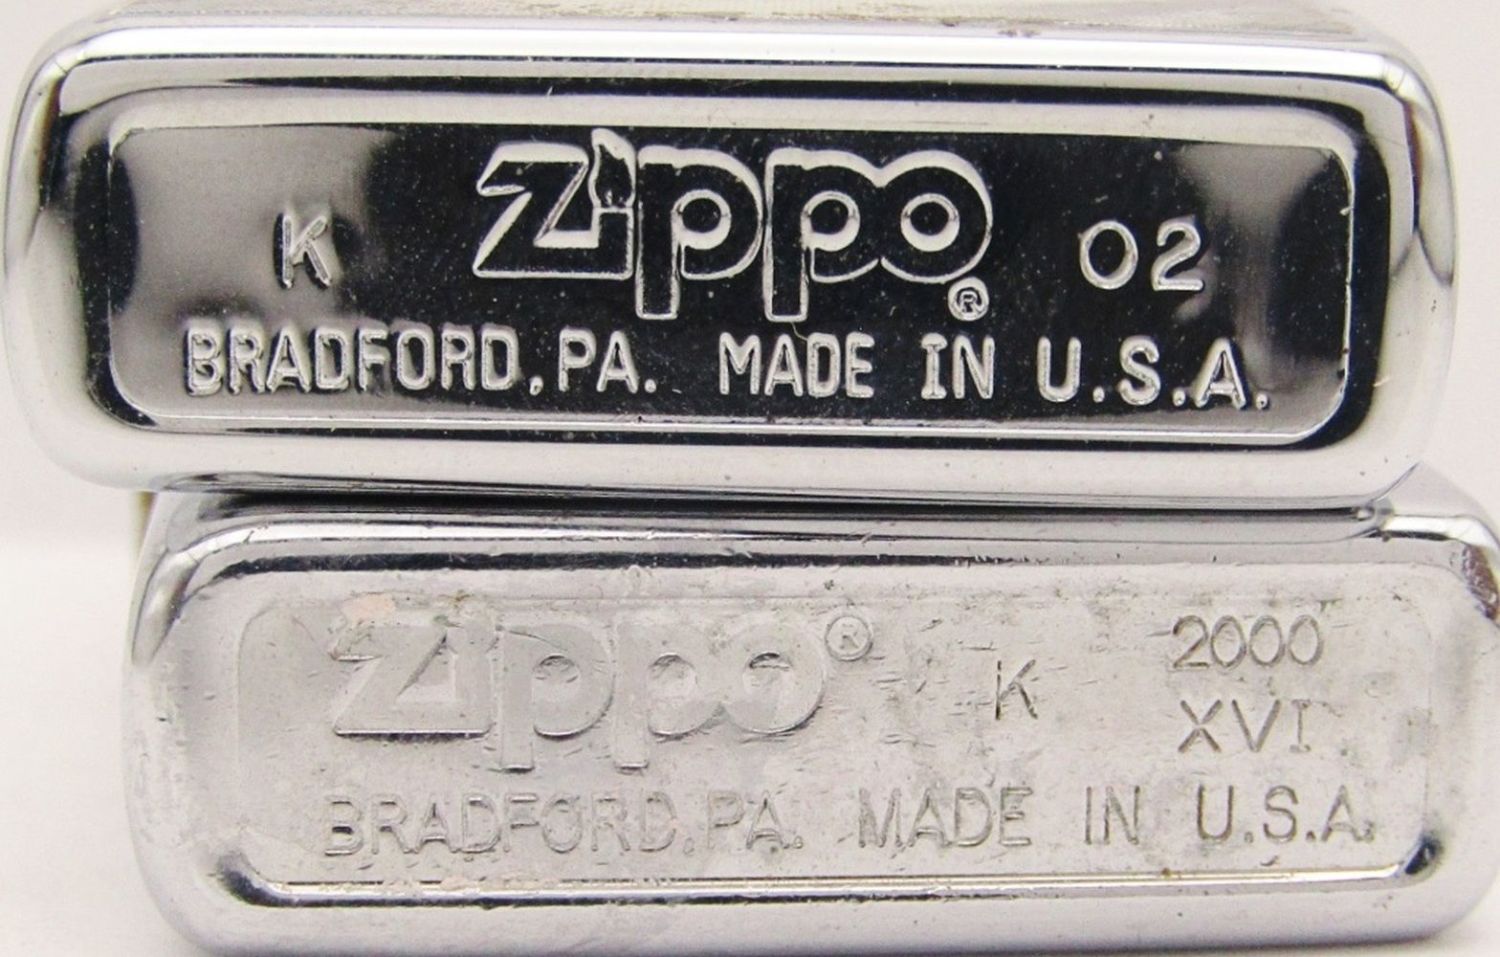 K Zippo® 02
BRADFORD, PA. MADE IN U.S.A.
Zippo® K 2000
XVI
BRADFORD, PA. MADE IN U.S.A.